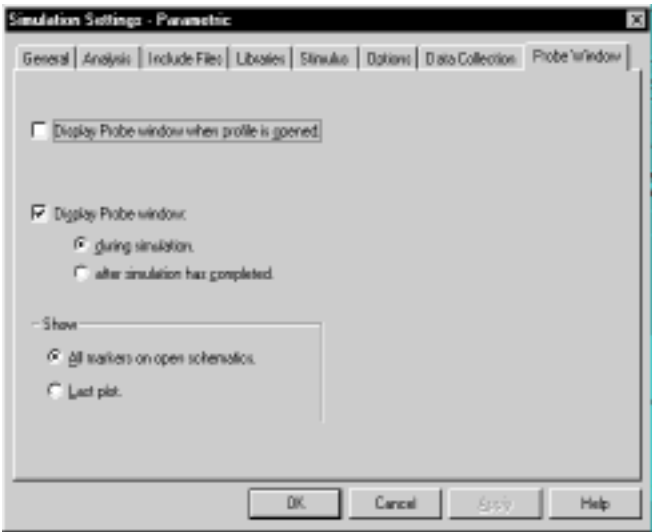 Simulation Settings - Parametric
General Analysis Include Files Libraries Stimulus Options Data Collection Probe Window
Display Probe window when profile is opened.
Display Probe window:
during simulation.
after simulation has completed.
Show
All markers on open schematics.
Last plot.
OK Cancel Apply Help